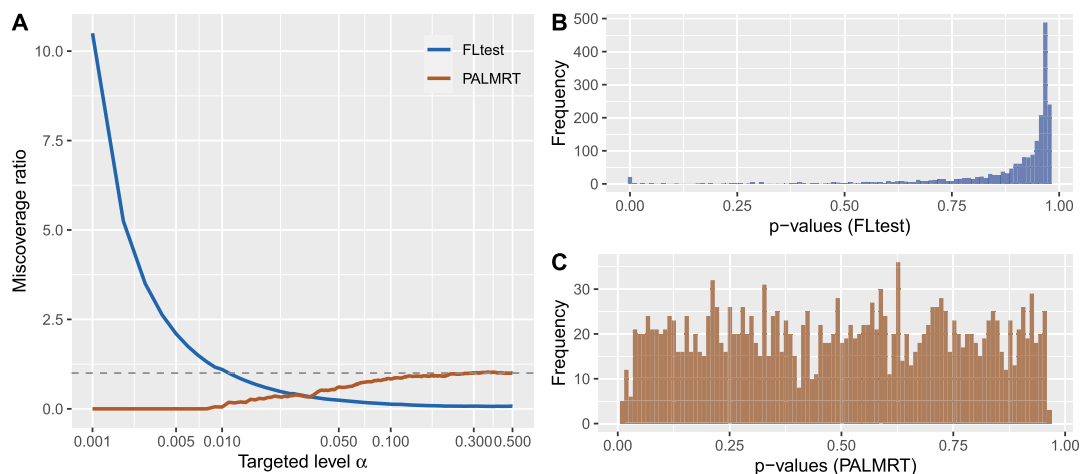 A
Miscoverage ratio
10.0
7.5
5.0
2.5
0.0
FLtest
PALMRT
0.001
0.005
0.010
0.050
0.100
0.300
0.500
Targeted level α
B
Frequency
500
400
300
200
100
0
0.00
0.25
0.50
0.75
1.00
p−values (FLtest)
C
Frequency
30
20
10
0
0.00
0.25
0.50
0.75
1.00
p−values (PALMRT)